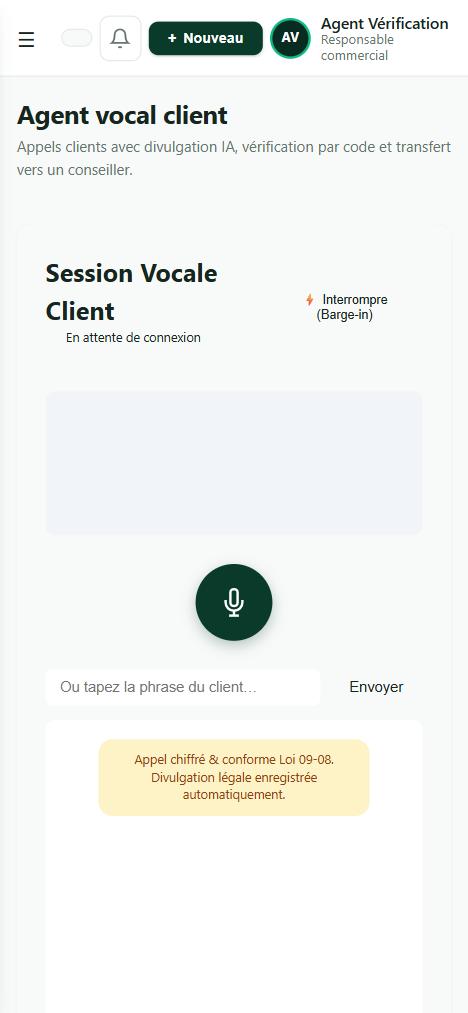 ☰
+ Nouveau
AV
Agent Vérification
Responsable
commercial
Agent vocal client
Appels clients avec divulgation IA, vérification par code et transfert
vers un conseiller.
Session Vocale
Client
En attente de connexion
⚡ Interrompre
(Barge-in)
Ou tapez la phrase du client…
Envoyer
Appel chiffré & conforme Loi 09-08.
Divulgation légale enregistrée
automatiquement.